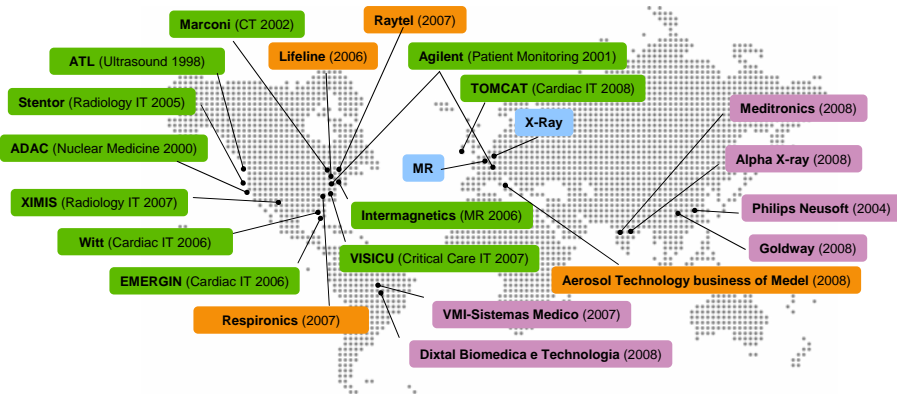 Marconi (CT 2002)
Raytel (2007)
ATL (Ultrasound 1998)
Lifeline (2006)
Agilent (Patient Monitoring 2001)
Stentor (Radiology IT 2005)
TOMCAT (Cardiac IT 2008)
Meditronics (2008)
X-Ray
ADAC (Nuclear Medicine 2000)
MR
Alpha X-ray (2008)
XIMIS (Radiology IT 2007)
Intermagnetics (MR 2006)
Philips Neusoft (2004)
Witt (Cardiac IT 2006)
VISICU (Critical Care IT 2007)
Goldway (2008)
EMERGIN (Cardiac IT 2006)
Aerosol Technology business of Medel (2008)
Respironics (2007)
VMI-Sistemas Medico (2007)
Dixtal Biomedica e Technologia (2008)